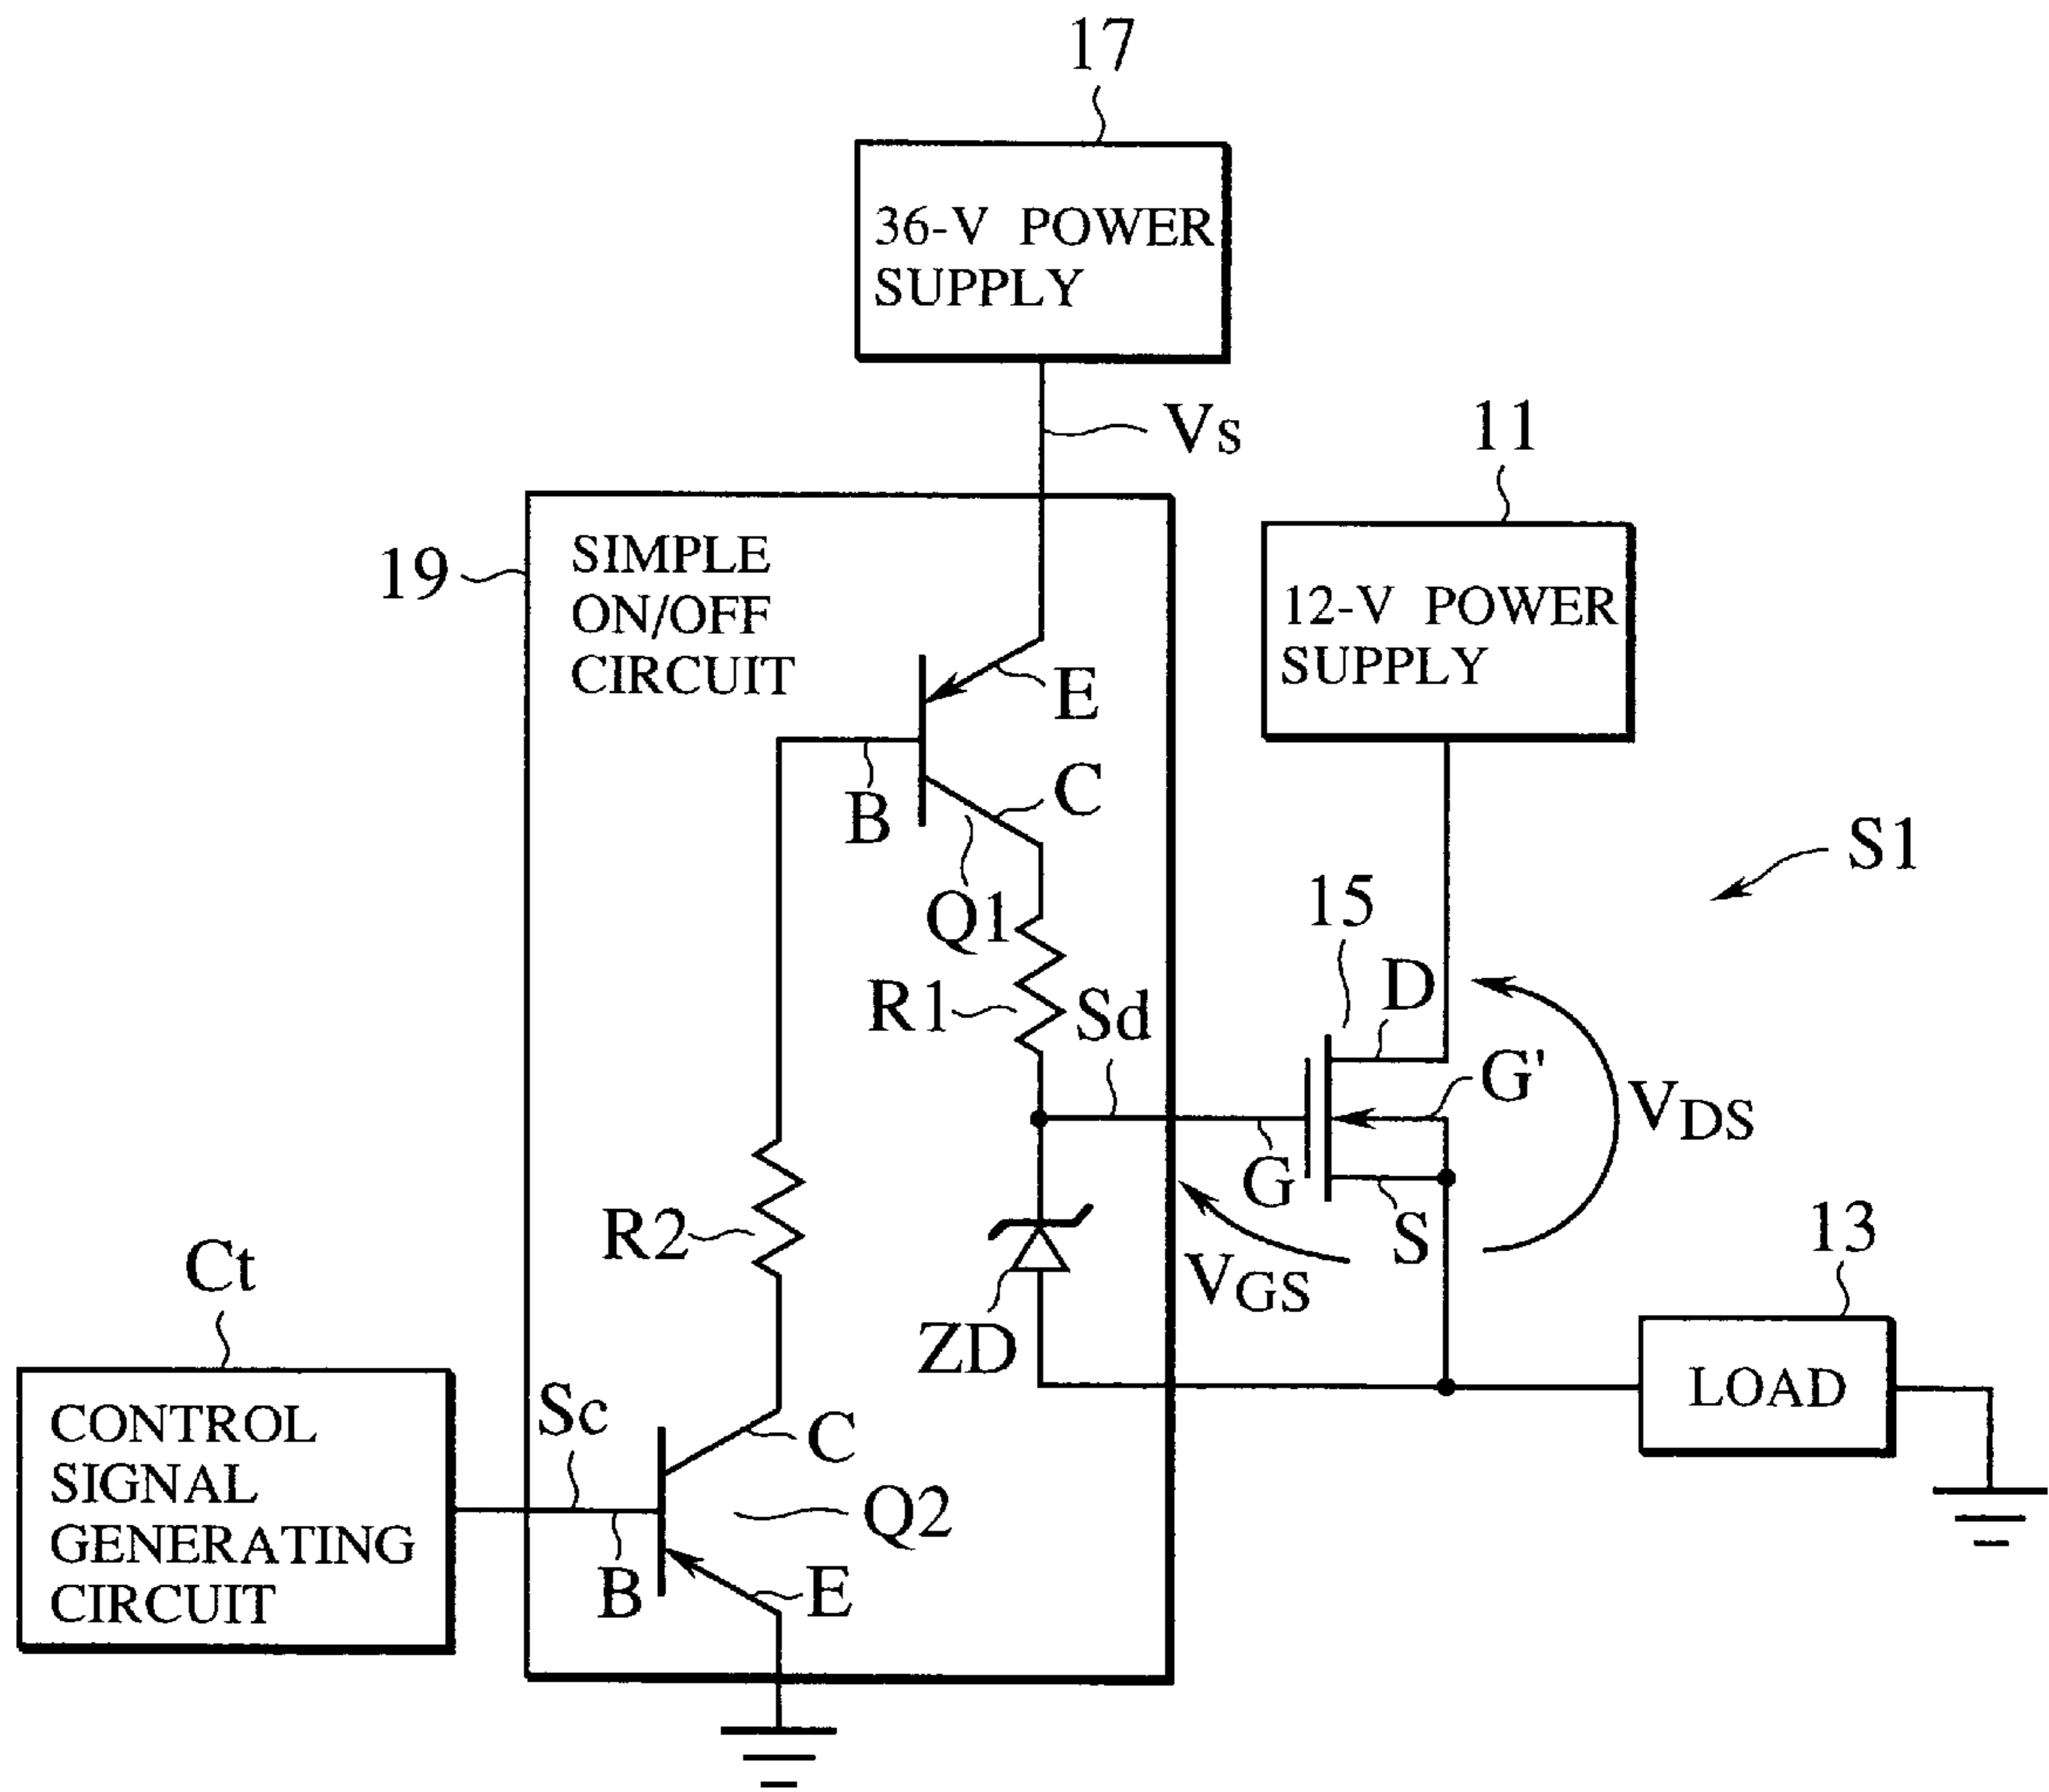 17
36-V POWER
SUPPLY
Vs
11
12-V POWER
SUPPLY
19
SIMPLE
ON/OFF
CIRCUIT
E
C
B
Q1
S1
15
R1
Sd
D
G'
VDS
G
S
R2
ZD
VGS
13
LOAD
Ct
CONTROL
SIGNAL
GENERATING
CIRCUIT
Sc
C
Q2
B
E